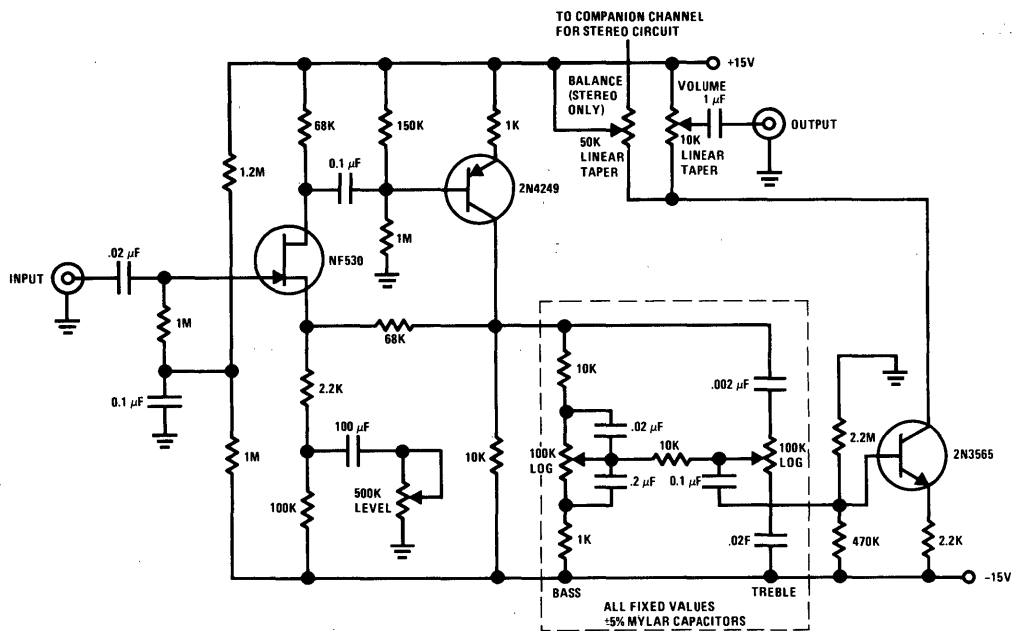 TO COMPANION CHANNEL
FOR STEREO CIRCUIT
+15V
BALANCE
(STEREO
ONLY)
VOLUME
1 µF
OUTPUT
68K
150K
1K
50K
LINEAR
TAPER
10K
LINEAR
TAPER
1.2M
0.1 µF
2N4249
1M
.02 µF
NF530
INPUT
1M
68K
10K
.002 µF
2.2K
0.1 µF
100 µF
.02 µF
2.2M
100K
LOG
10K
100K
LOG
2N3565
1M
10K
.2 µF
0.1 µF
500K
LEVEL
100K
1K
.02F
470K
2.2K
-15V
BASS
TREBLE
ALL FIXED VALUES
±5% MYLAR CAPACITORS